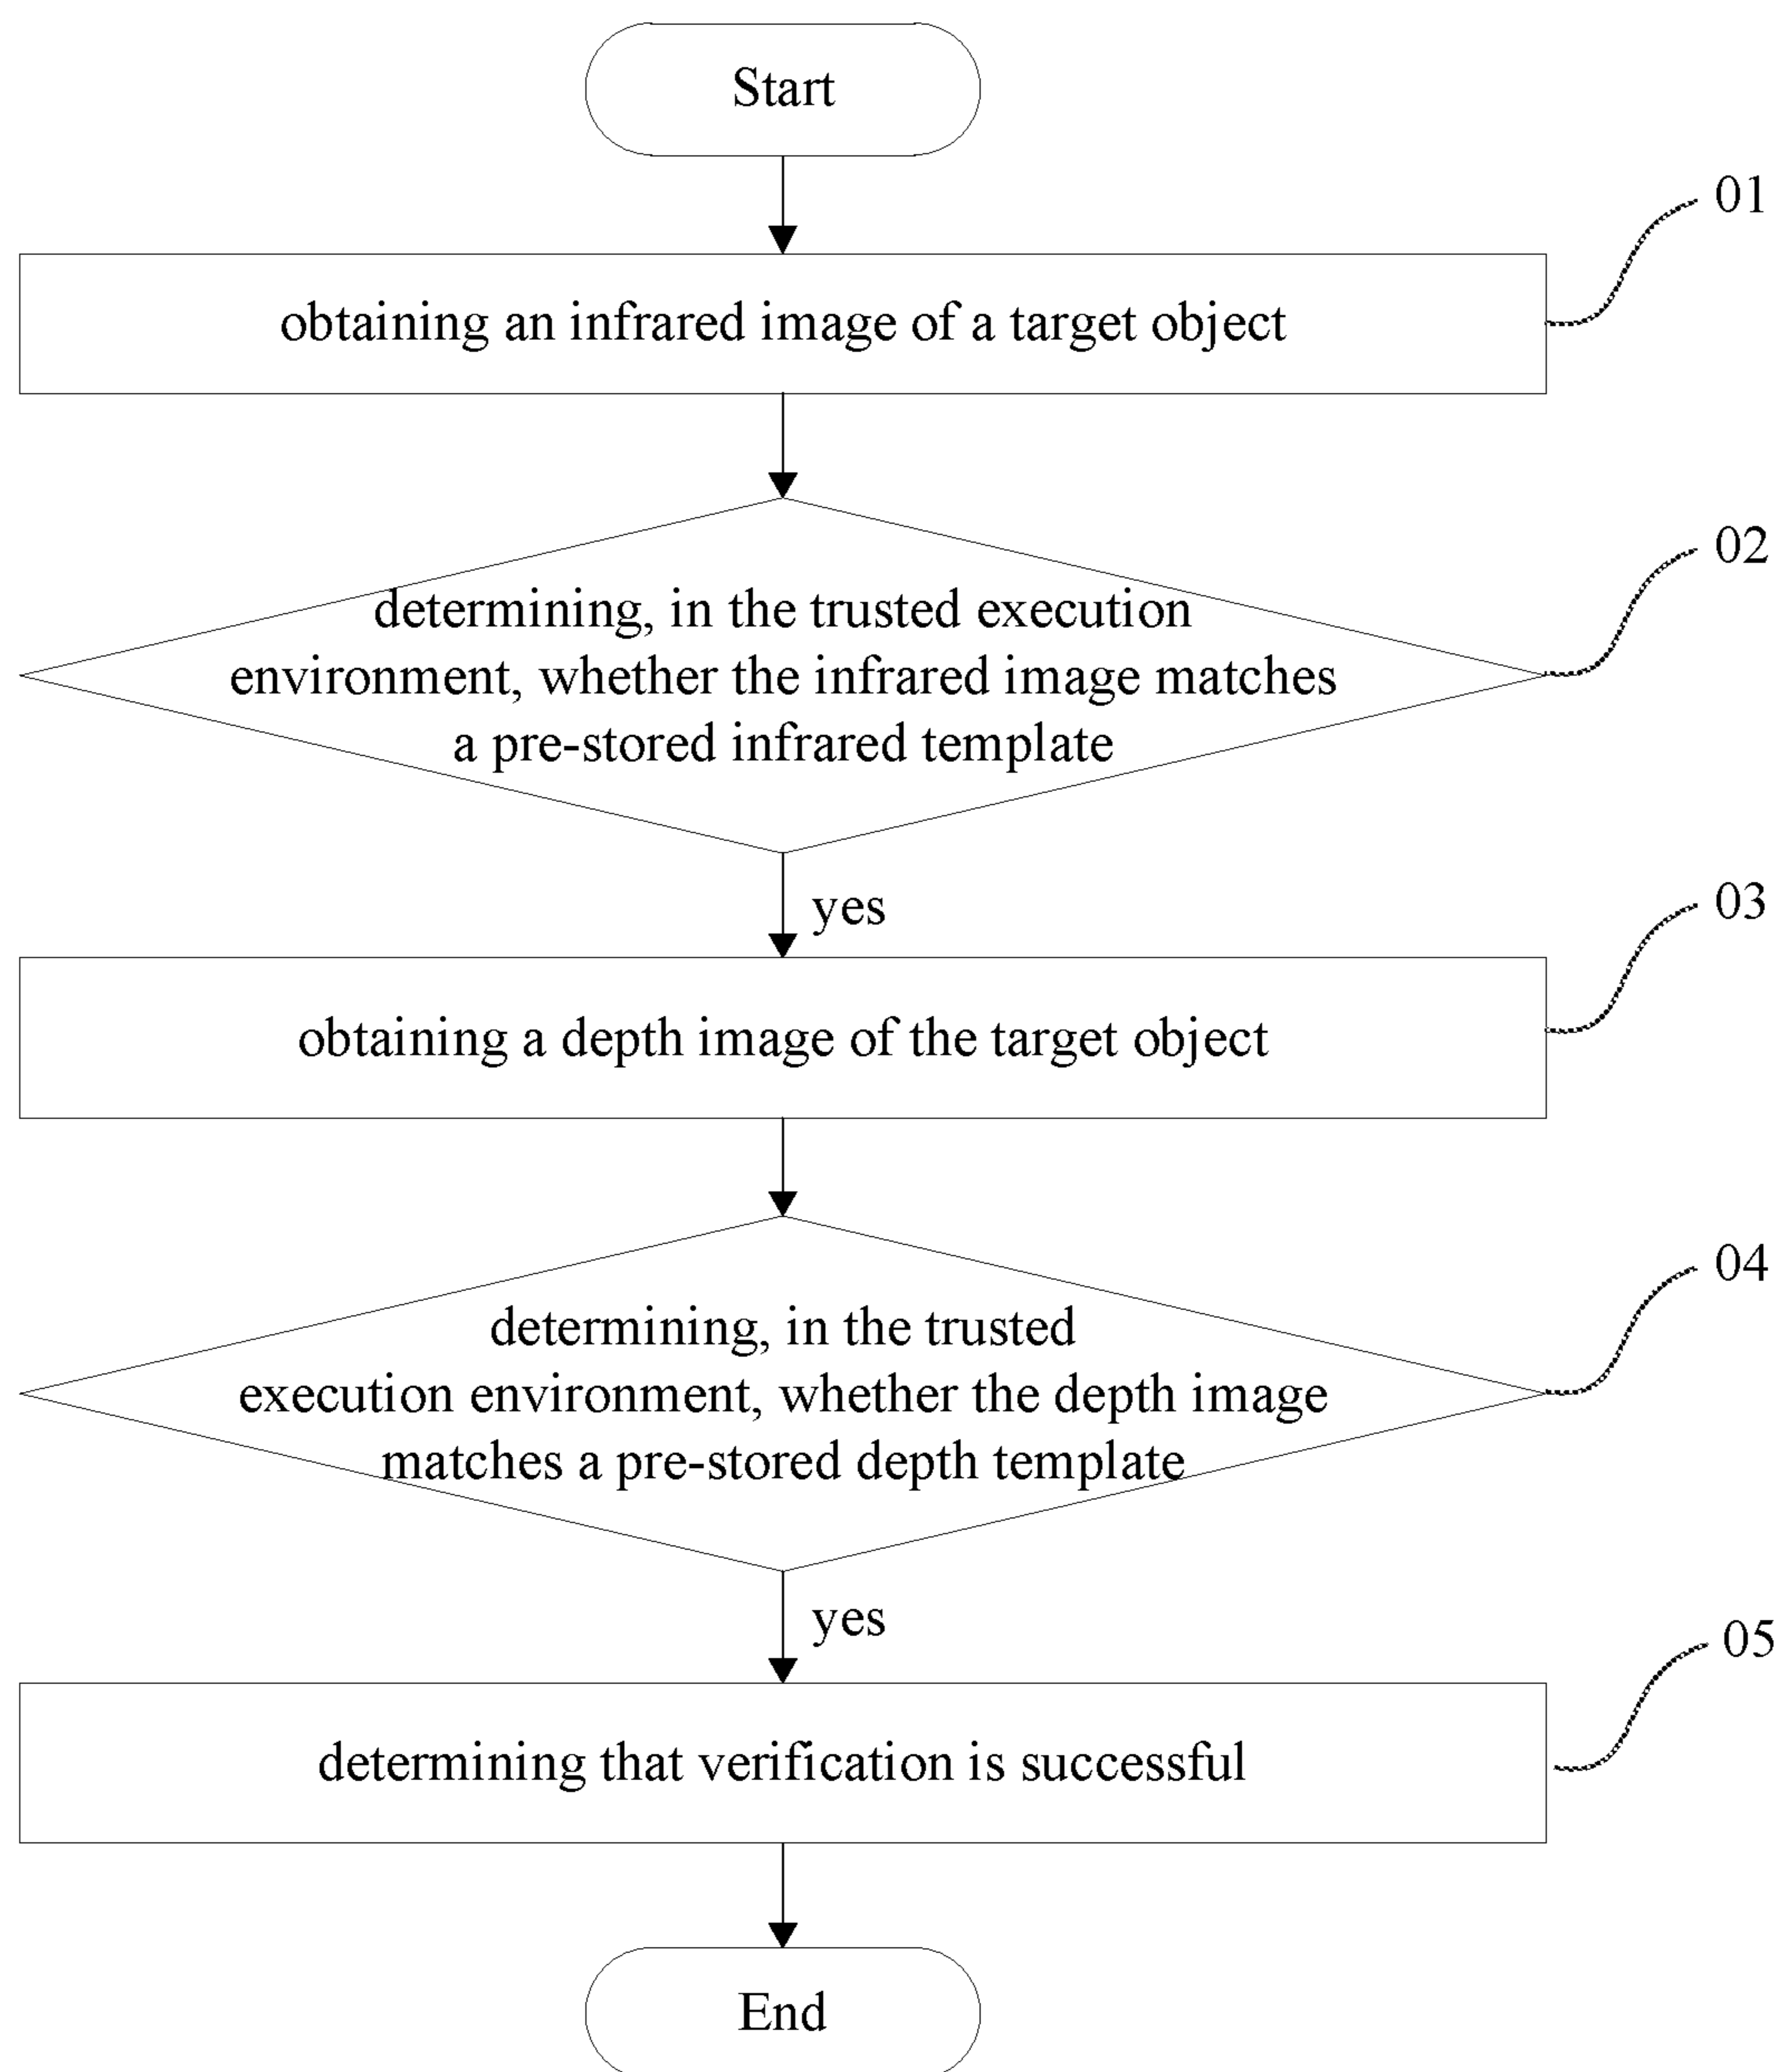 Start
01
obtaining an infrared image of a target object
02
determining, in the trusted execution
environment, whether the infrared image matches
a pre-stored infrared template
yes
03
obtaining a depth image of the target object
04
determining, in the trusted
execution environment, whether the depth image
matches a pre-stored depth template
yes
05
determining that verification is successful
End